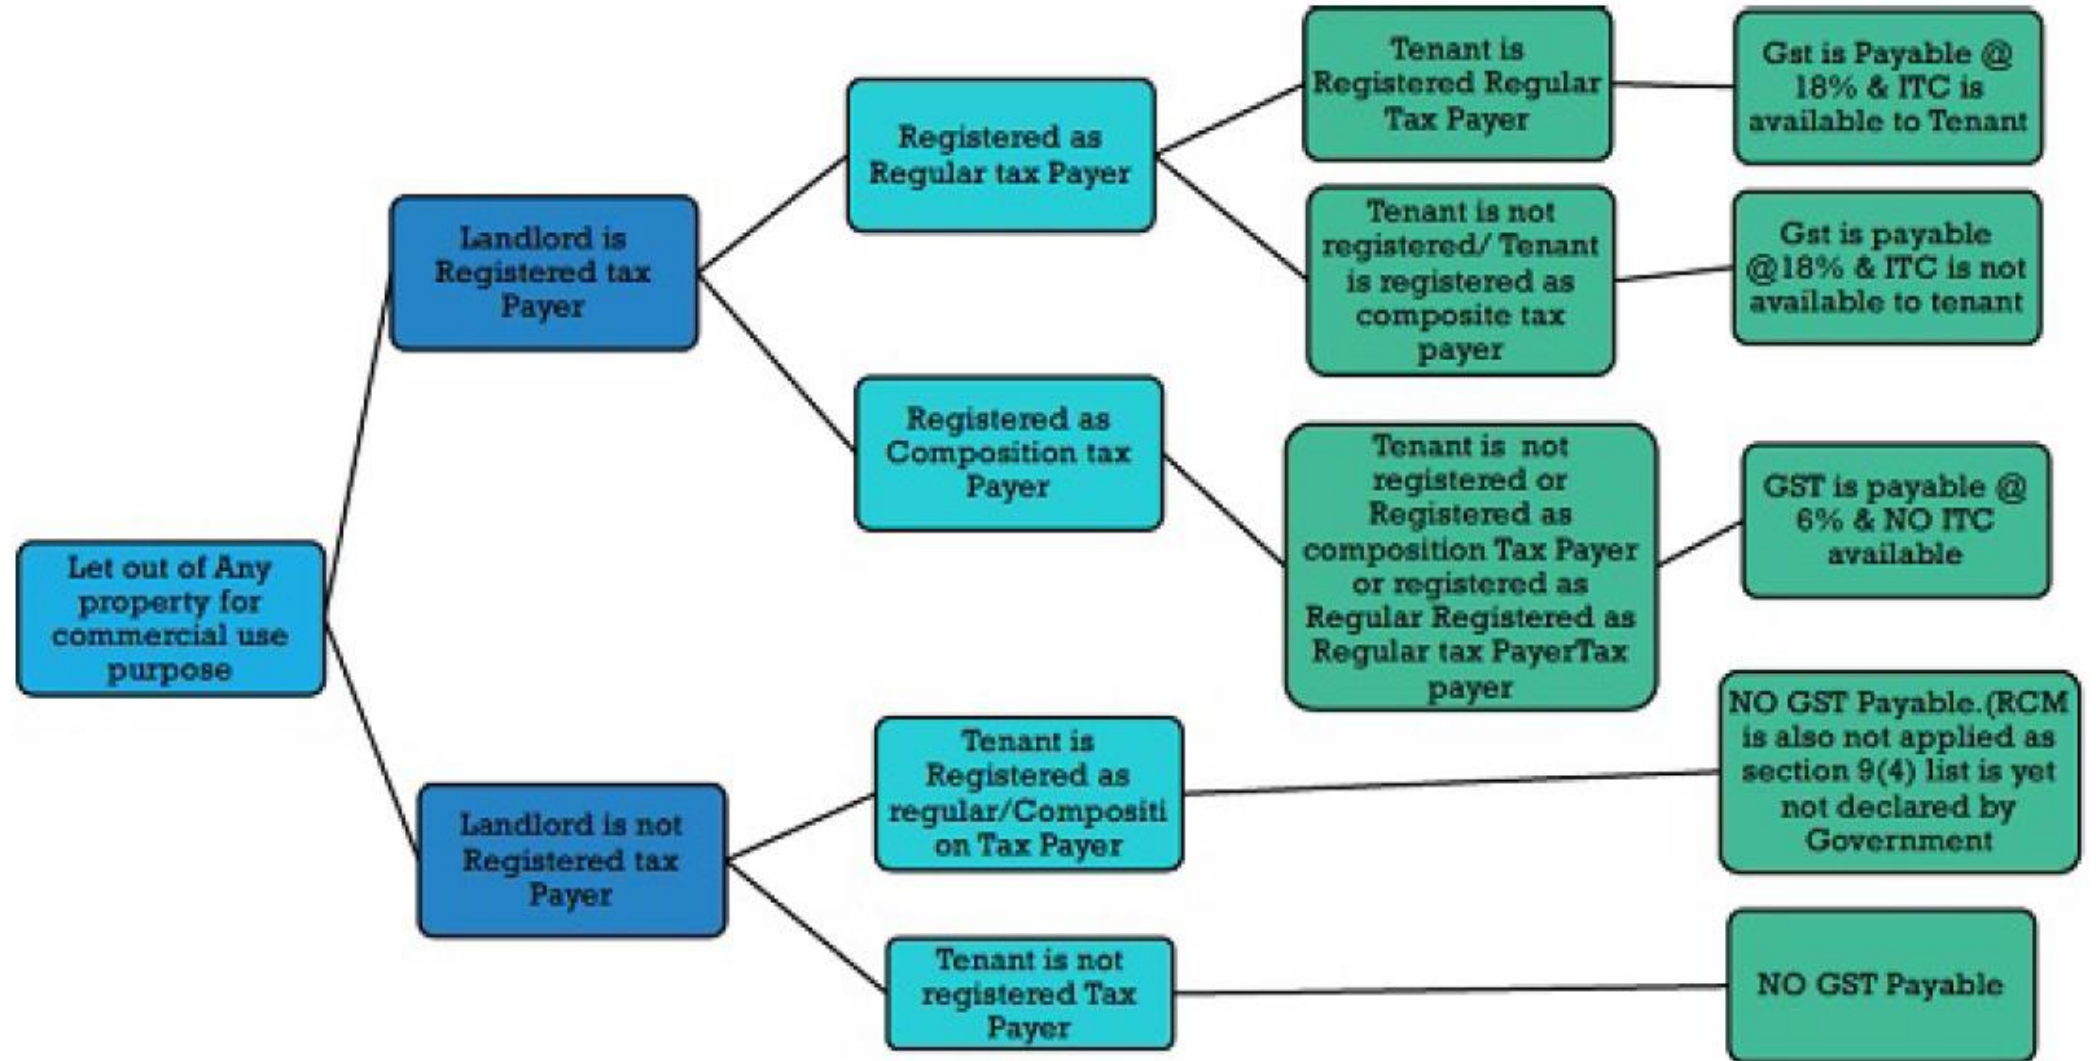 Let out of Any
property for
commercial use
purpose
Landlord is
Registered tax
Payer
Registered as
Regular tax Payer
Tenant is
Registered Regular
Tax Payer
Gst is Payable @
18% & ITC is
available to Tenant
Tenant is not
registered/ Tenant
is registered as
composite tax
payer
Gst is payable
@18% & ITC is not
available to tenant
Registered as
Composition tax
Payer
Tenant is not
registered or
Registered as
composition Tax Payer
or registered as
Regular Registered as
Regular tax PayerTax
payer
GST is payable @
6% & NO ITC
available
Landlord is not
Registered tax
Payer
Tenant is
Registered as
regular/Compositi
on Tax Payer
NO GST Payable.(RCM
is also not applied as
section 9(4) list is yet
not declared by
Government
Tenant is not
registered Tax
Payer
NO GST Payable